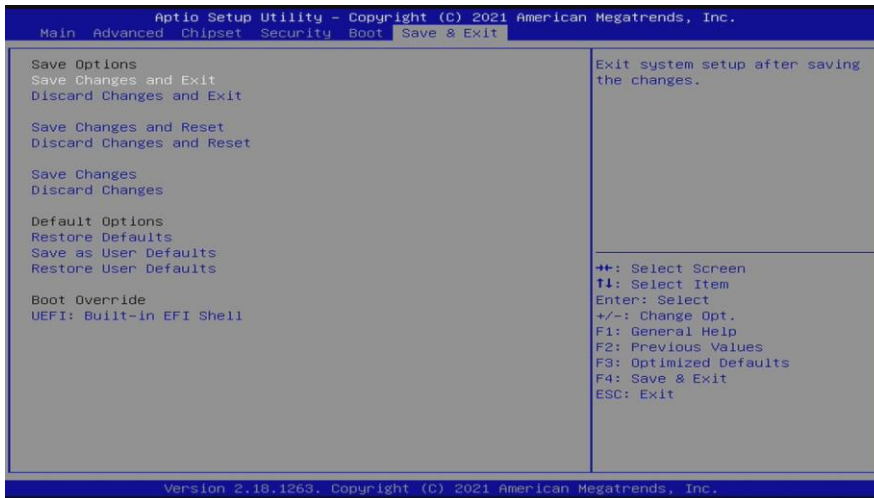 Aptio Setup Utility – Copyright (C) 2021 American Megatrends, Inc.
Main Advanced Chipset Security Boot Save & Exit
Save Options
Save Changes and Exit
Discard Changes and Exit
Save Changes and Reset
Discard Changes and Reset
Save Changes
Discard Changes
Default Options
Restore Defaults
Save as User Defaults
Restore User Defaults
Boot Override
UEFI: Built-in EFI Shell
Exit system setup after saving
the changes.
→←: Select Screen
↑↓: Select Item
Enter: Select
+/-: Change Opt.
F1: General Help
F2: Previous Values
F3: Optimized Defaults
F4: Save & Exit
ESC: Exit
Version 2.18.1263. Copyright (C) 2021 American Megatrends, Inc.